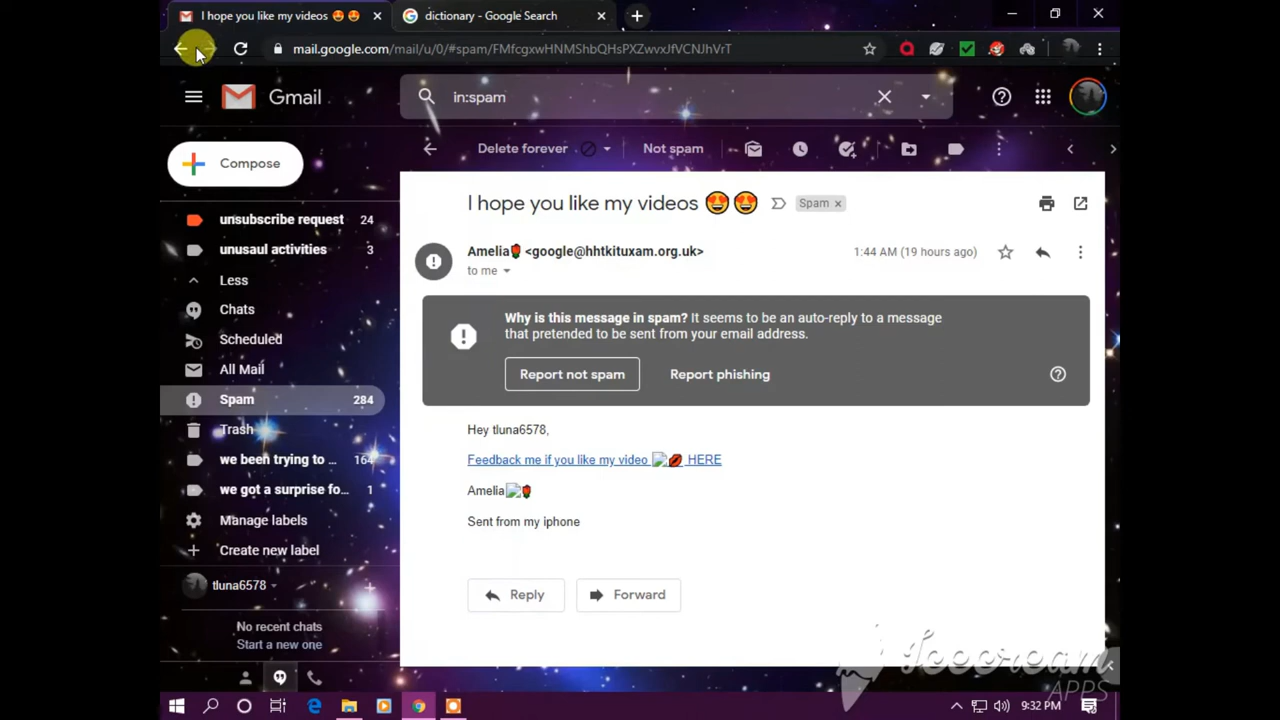 I hope you like my videos 😍 😍
dictionary - Google Search
mail.google.com/mail/u/0/#spam/FMfcgxwHNMShbQHsPXZwvxJfVCNJhVrT
Gmail
in:spam
Compose
Delete forever
Not spam
unsubscribe request 24
unusaul activities 3
Less
Chats
Scheduled
All Mail
Spam 284
Trash
we been trying to ... 164
we got a surprise fo... 1
Manage labels
Create new label
tluna6578
No recent chats
Start a new one
I hope you like my videos 😍 😍
Spam x
Amelia🌹 <google@hhtkituxam.org.uk>
1:44 AM (19 hours ago)
to me
Why is this message in spam? It seems to be an auto-reply to a message
that pretended to be sent from your email address.
Report not spam
Report phishing
Hey tluna6578,
Feedback me if you like my video 💋 HERE
Amelia🌹
Sent from my iphone
Reply
Forward
Icecream
APPS
9:32 PM